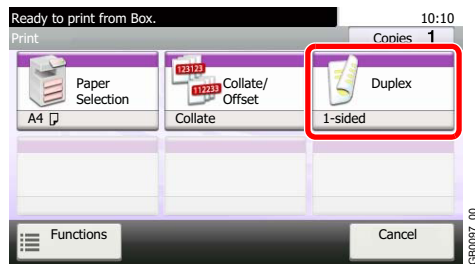 Ready to print from Box.
10:10
Print
Copies 1
Paper Selection
A4
123123
112233
Collate/ Offset
Collate
Duplex
1-sided
Functions
Cancel
GB0097_00